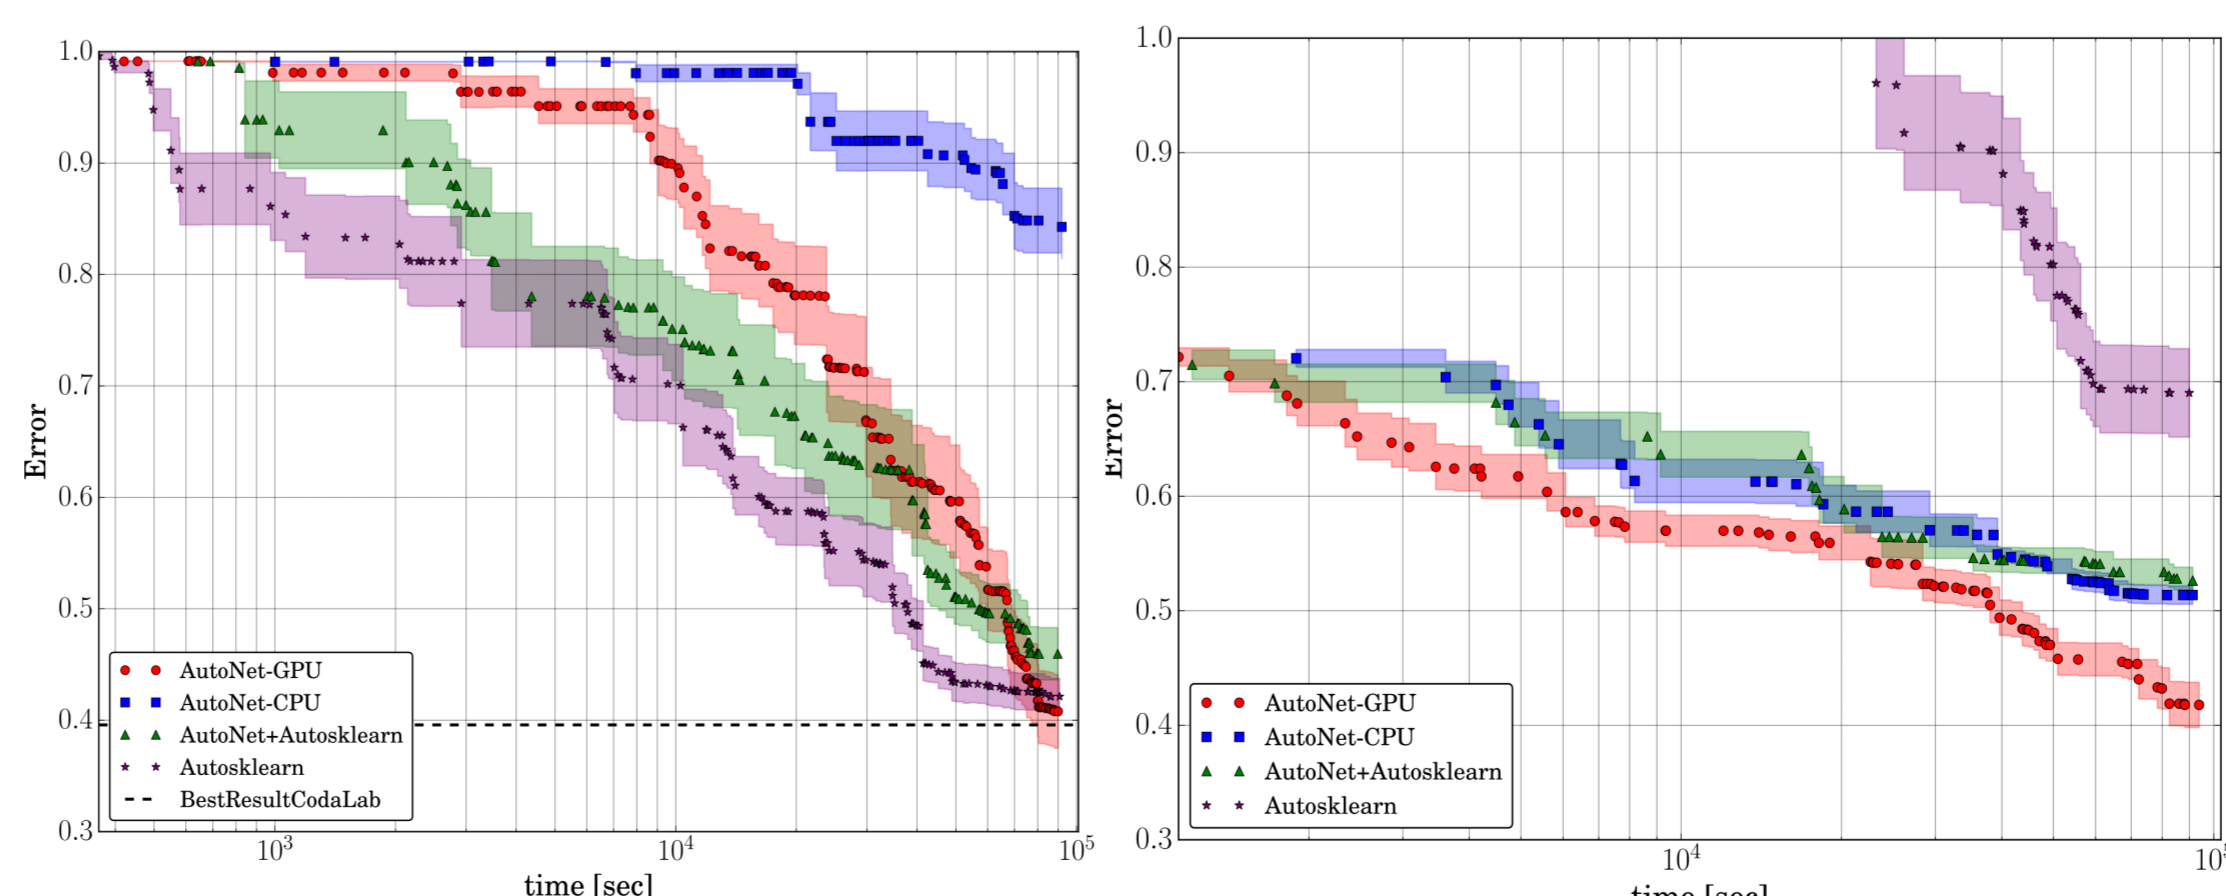 1.0
0.9
0.8
0.7
0.6
0.5
0.4
0.3
Error
10³
10⁴
10⁵
time [sec]
AutoNet-GPU
AutoNet-CPU
AutoNet+Autosklearn
Autosklearn
BestResultCodaLab
1.0
0.9
0.8
0.7
0.6
0.5
0.4
0.3
Error
10⁴
time [sec]
AutoNet-GPU
AutoNet-CPU
AutoNet+Autosklearn
Autosklearn